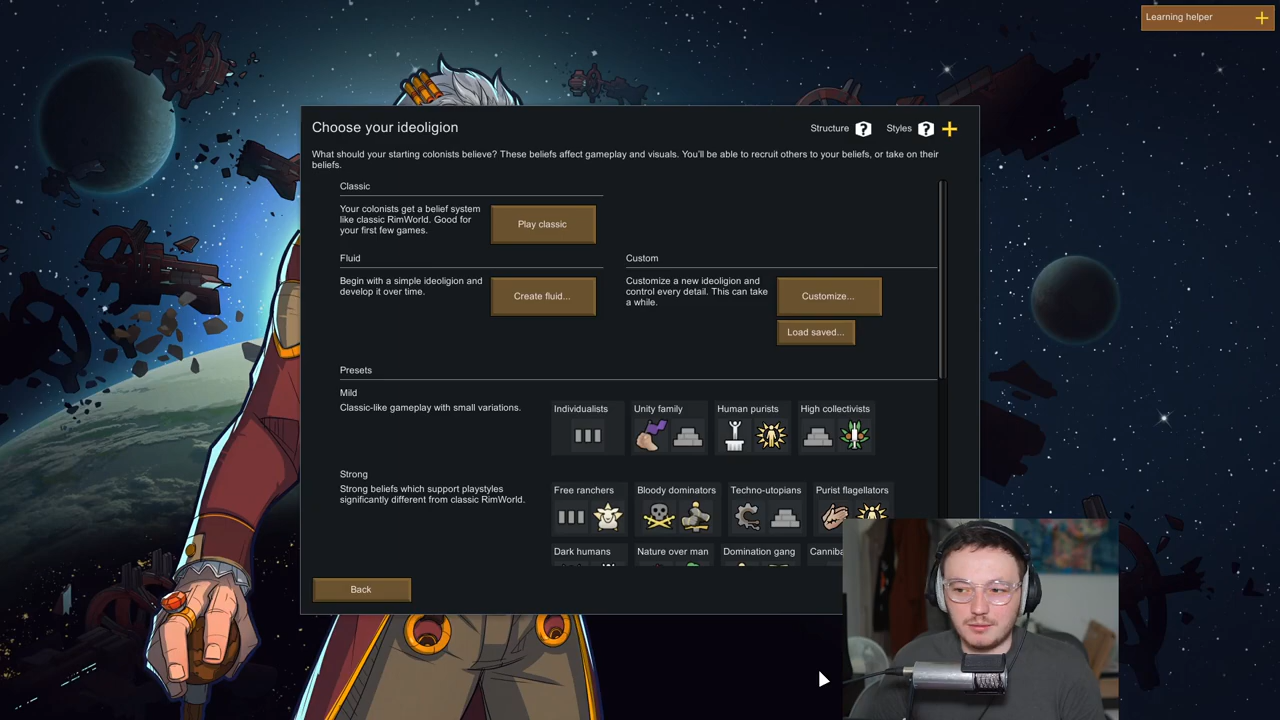 Learning helper
Choose your ideoligion
Structure
Styles
What should your starting colonists believe? These beliefs affect gameplay and visuals. You'll be able to recruit others to your beliefs, or take on their
beliefs.
Classic
Your colonists get a belief system
like classic RimWorld. Good for
your first few games.
Play classic
Fluid
Custom
Begin with a simple ideoligion and
develop it over time.
Create fluid...
Customize a new ideoligion and
control every detail. This can take
a while.
Customize...
Load saved...
Presets
Mild
Classic-like gameplay with small variations.
Individualists
Unity family
Human purists
High collectivists
Strong
Strong beliefs which support playstyles
significantly different from classic RimWorld.
Free ranchers
Bloody dominators
Techno-utopians
Purist flagellators
Dark humans
Nature over man
Domination gang
Back